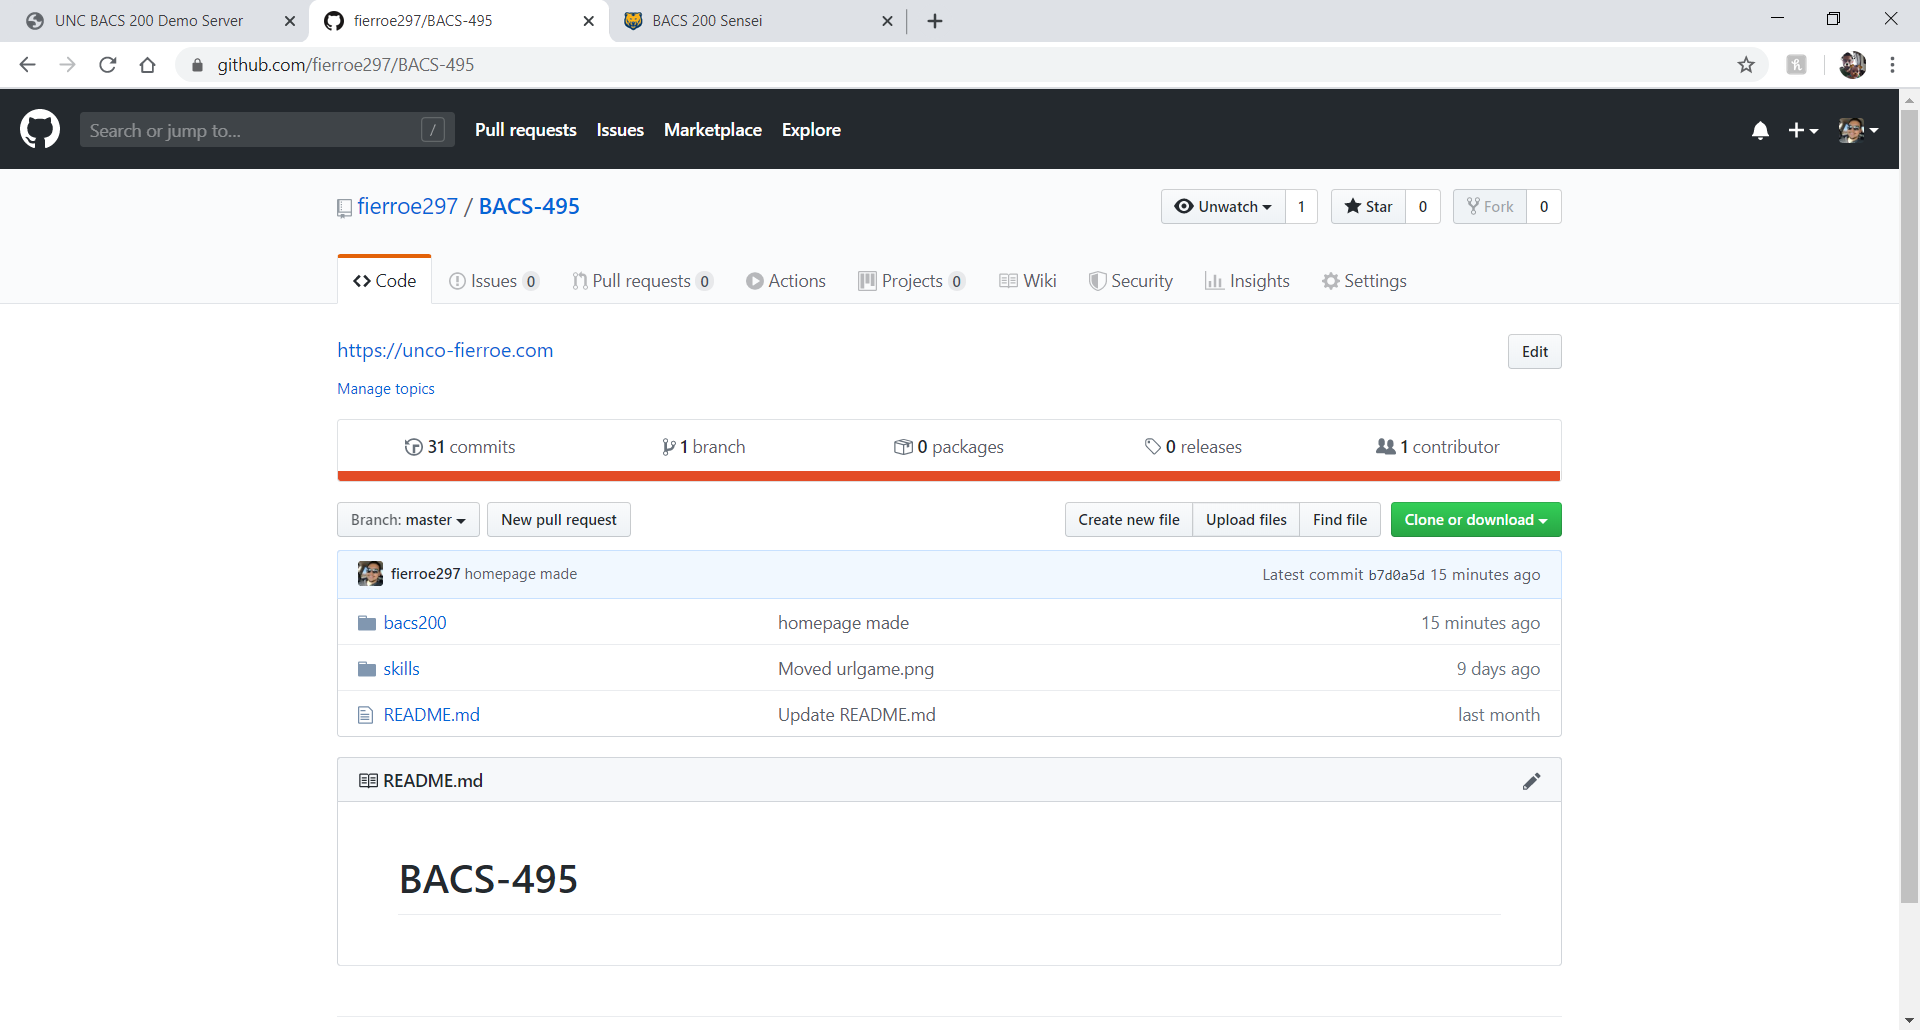 UNC BACS 200 Demo Server
fierroe297/BACS-495
BACS 200 Sensei
github.com/fierroe297/BACS-495
Search or jump to...
/
Pull requests
Issues
Marketplace
Explore
fierroe297 / BACS-495
Unwatch 1
Star 0
Fork 0
Code
Issues 0
Pull requests 0
Actions
Projects 0
Wiki
Security
Insights
Settings
https://unco-fierroe.com
Edit
Manage topics
31 commits
1 branch
0 packages
0 releases
1 contributor
Branch: master
New pull request
Create new file
Upload files
Find file
Clone or download
fierroe297 homepage made
Latest commit b7d0a5d 15 minutes ago
bacs200
homepage made
15 minutes ago
skills
Moved urlgame.png
9 days ago
README.md
Update README.md
last month
README.md
BACS-495